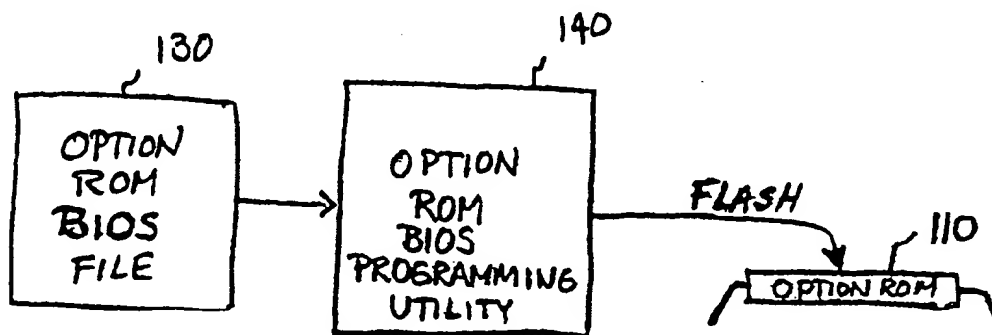 130
OPTION
ROM
BIOS
FILE
140
OPTION
ROM
BIOS
PROGRAMMING
UTILITY
FLASH
110
OPTION ROM